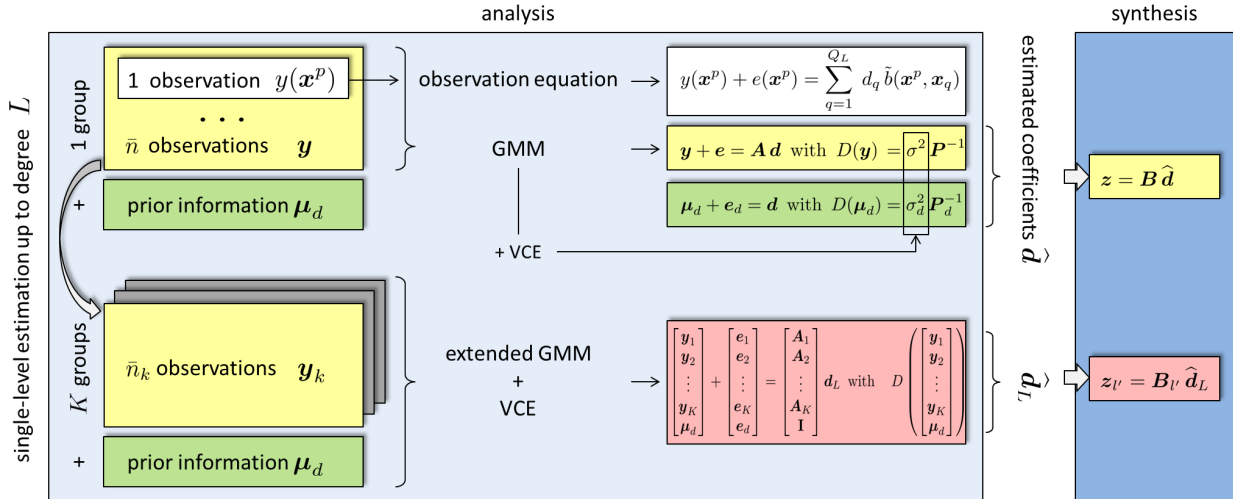 analysis
synthesis
single-level estimation up to degree L
1 group
1 observation y(x^p)
...
n̄ observations y
+
prior information μ_d
observation equation
y(x^p) + e(x^p) = ∑_{q=1}^{Q_L} d_q b̃(x^p, x_q)
GMM
y + e = A d with D(y) = σ² P⁻¹
μ_d + e_d = d with D(μ_d) = σ_d² P_d⁻¹
+ VCE
estimated coefficients d̂
z = B d̂
K groups
n̄_k observations y_k
+
prior information μ_d
extended GMM
+
VCE
[y_1 y_2 ⋮ y_K μ_d] + [e_1 e_2 ⋮ e_K e_d] = [A_1 A_2 ⋮ A_K I] d_L with D([y_1 y_2 ⋮ y_K μ_d])
d̂_L
z_{l'} = B_{l'} d̂_L